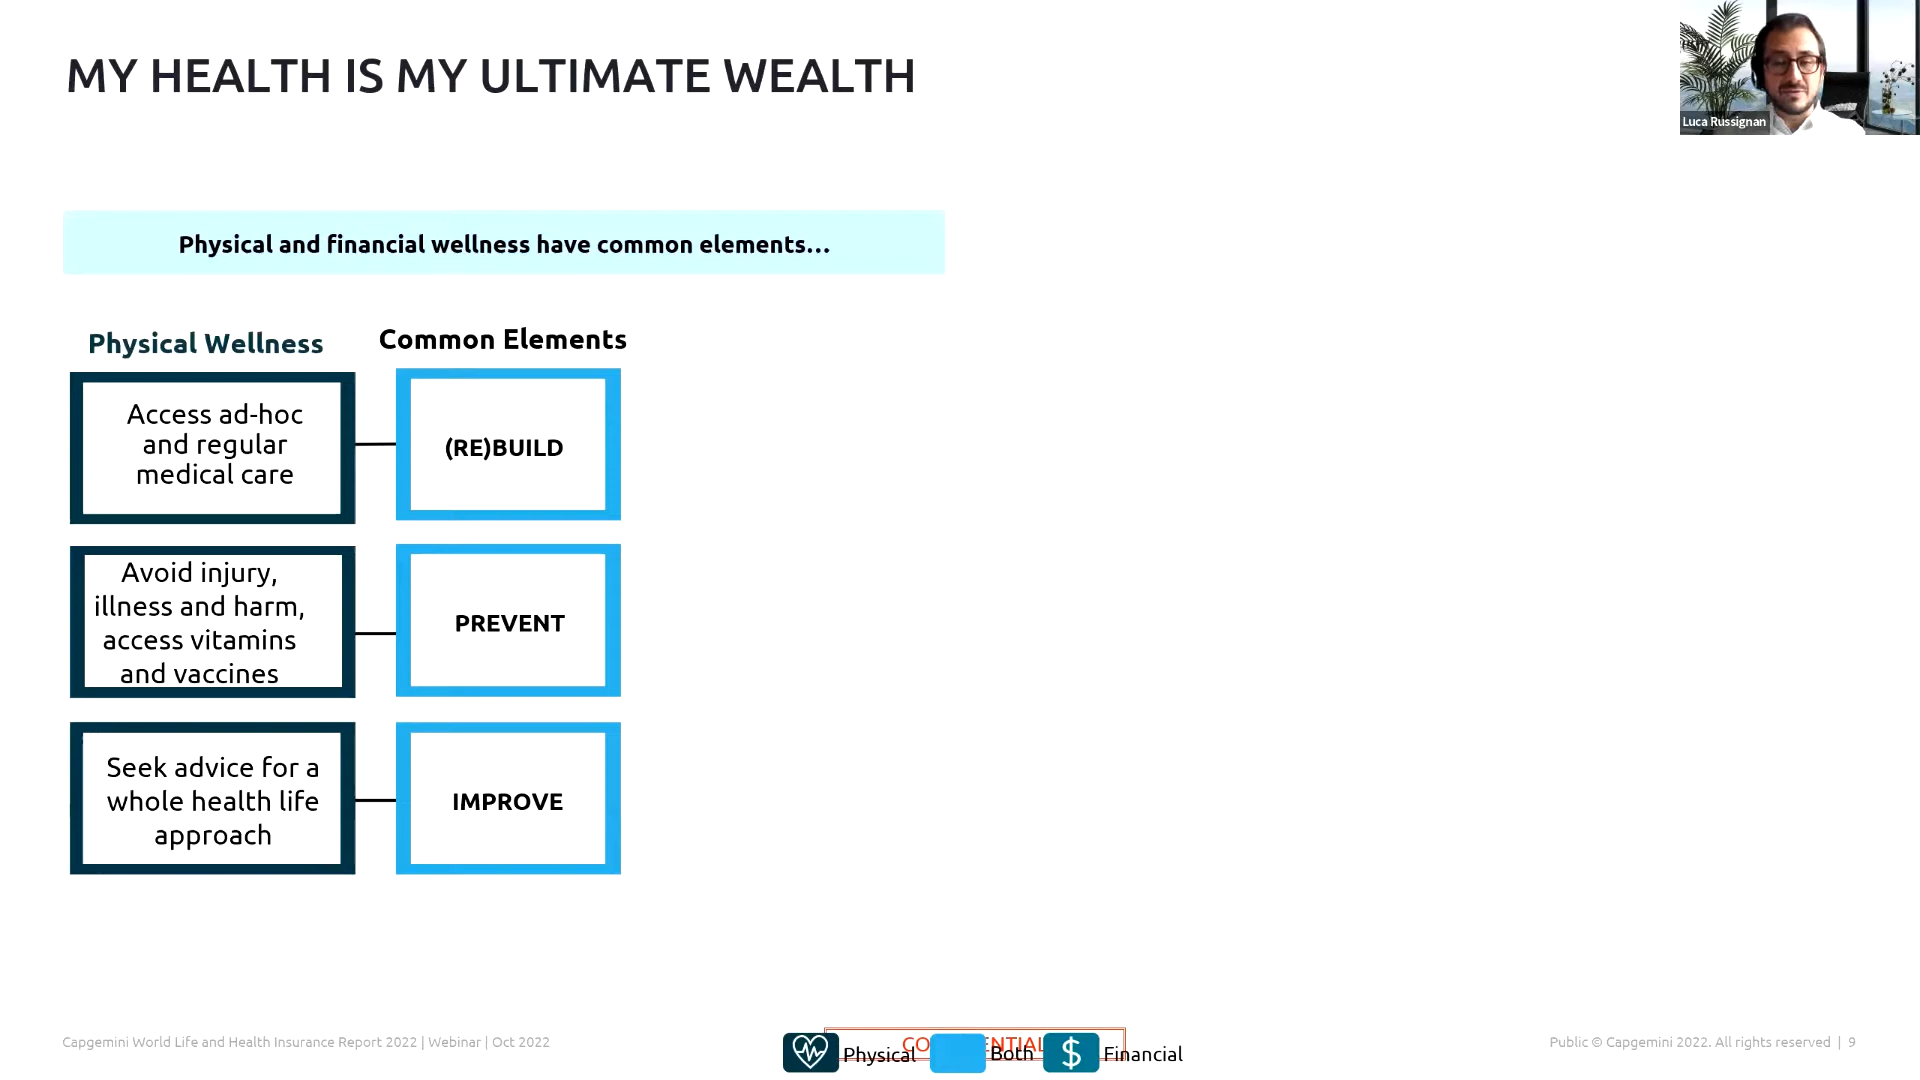 MY HEALTH IS MY ULTIMATE WEALTH
Luca Russignan
Physical and financial wellness have common elements...
Physical Wellness
Common Elements
Access ad-hoc
and regular
medical care
(RE)BUILD
Avoid injury,
illness and harm,
access vitamins
and vaccines
PREVENT
Seek advice for a
whole health life
approach
IMPROVE
Capgemini World Life and Health Insurance Report 2022 | Webinar | Oct 2022
Physical
Both
$
Financial
Public © Capgemini 2022. All rights reserved | 9